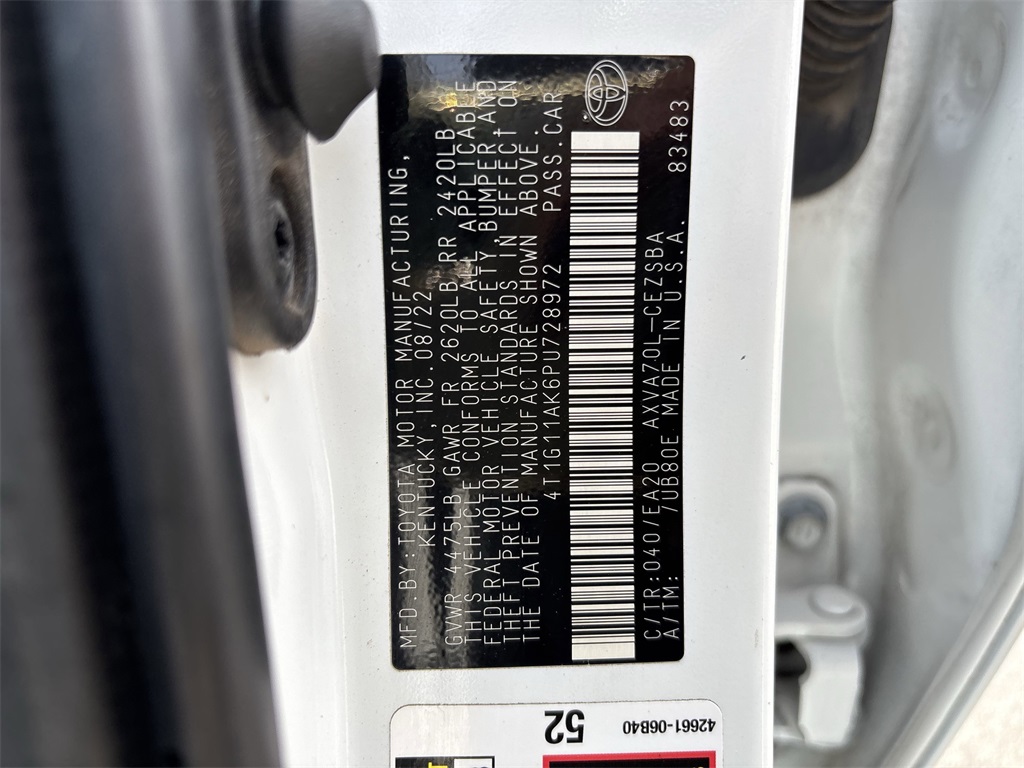 MFD.BY:TOYOTA MOTOR MANUFACTURING,
KENTUCKY,INC.08/22
GVWR 4475LB GAWR FR 2620LB RR 2420LB
THIS VEHICLE CONFORMS TO ALL APPLICABLE
FEDERAL MOTOR VEHICLE SAFETY,BUMPER AND
THEFT PREVENTION STANDARDS IN EFFECT ON
THE DATE OF MANUFACTURE SHOWN ABOVE.
4T1G11AK6PU728972 PASS.CAR
C/TR:040/EA20 AXVA70L-CEZSBA
A/TM: /UB80E MADE IN U.S.A. 83483
52
42661-06B40